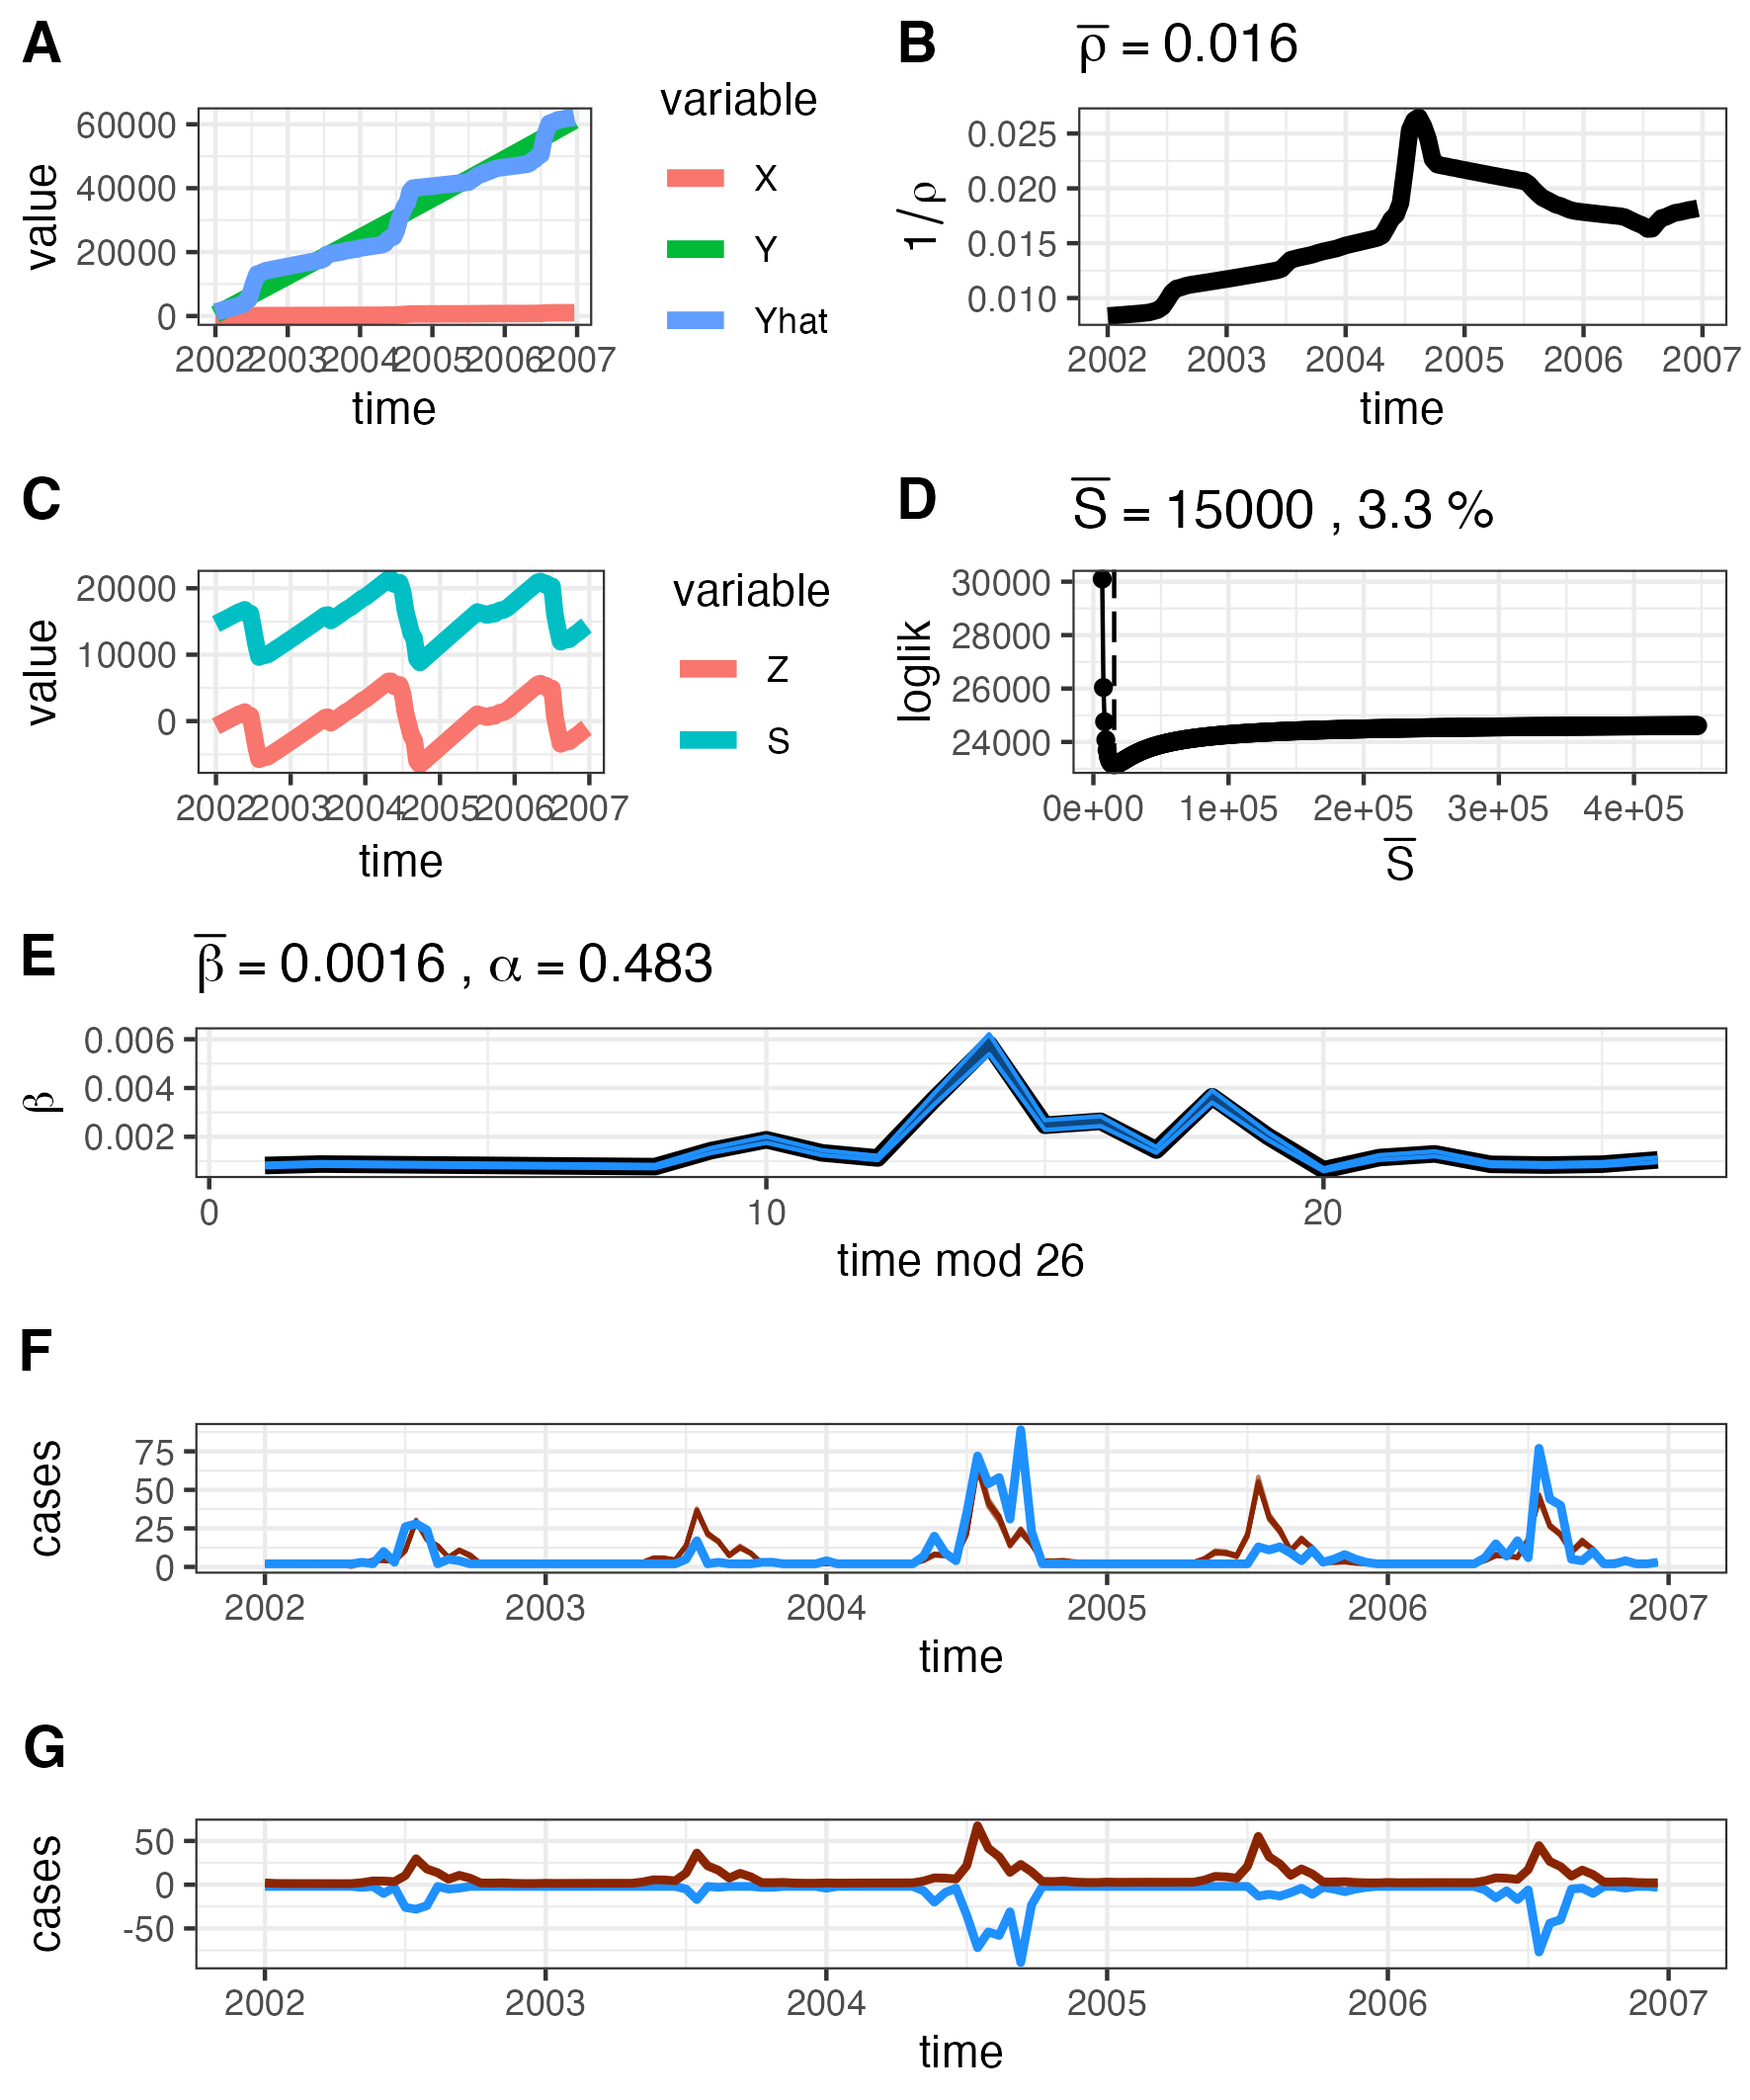 A
variable
X
Y
Yhat
value
60000
40000
20000
0
2002 2003 2004 2005 2006 2007
time
B
ρ̅ = 0.016
1/ρ
0.025
0.020
0.015
0.010
2002 2003 2004 2005 2006 2007
time
C
variable
Z
S
value
20000
10000
0
2002 2003 2004 2005 2006 2007
time
D
S̅ = 15000 , 3.3 %
loglik
30000
28000
26000
24000
0e+00 1e+05 2e+05 3e+05 4e+05
S̅
E
β̅ = 0.0016 , α = 0.483
β
0.006
0.004
0.002
0 10 20
time mod 26
F
cases
75
50
25
0
2002 2003 2004 2005 2006 2007
time
G
cases
50
0
-50
2002 2003 2004 2005 2006 2007
time